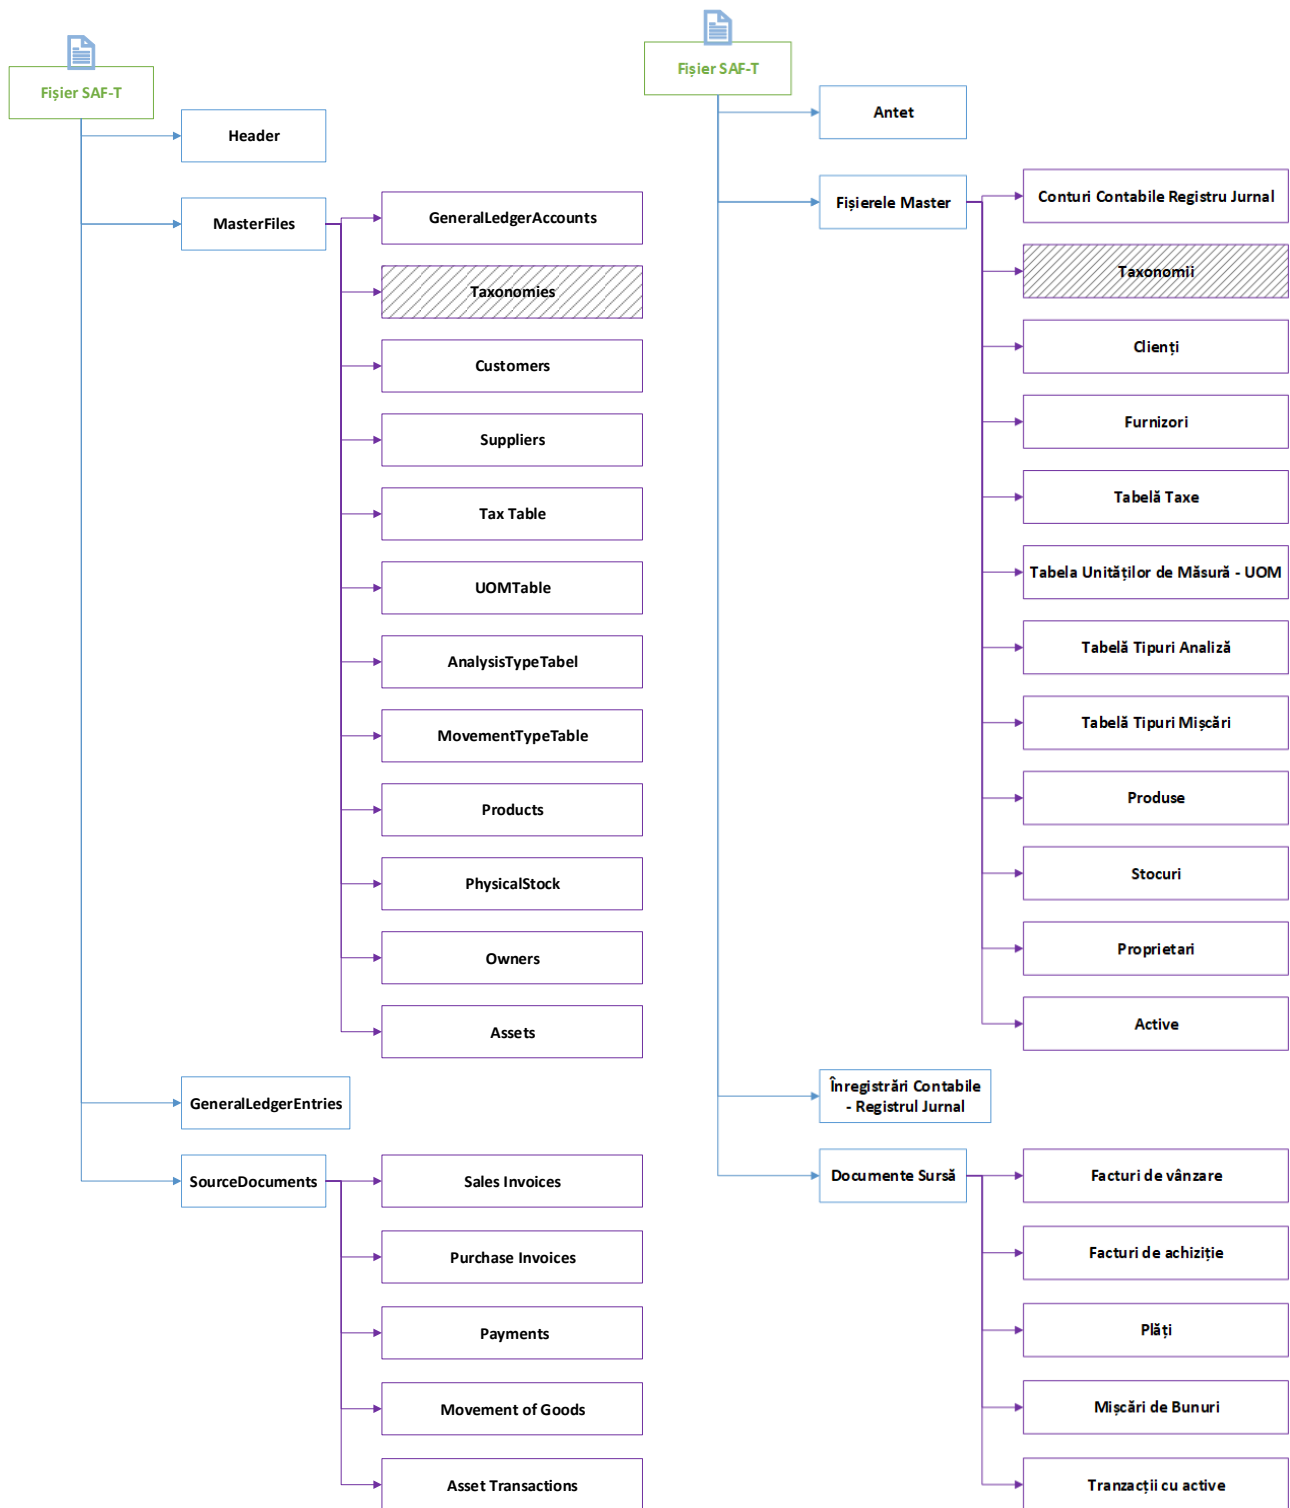 Fișier SAF-T
Header
MasterFiles
GeneralLedgerAccounts
Taxonomies
Customers
Suppliers
Tax Table
UOMTable
AnalysisTypeTabel
MovementTypeTable
Products
PhysicalStock
Owners
Assets
GeneralLedgerEntries
SourceDocuments
Sales Invoices
Purchase Invoices
Payments
Movement of Goods
Asset Transactions
Fișier SAF-T
Antet
Fișierele Master
Conturi Contabile Registru Jurnal
Taxonomii
Clienți
Furnizori
Tabelă Taxe
Tabela Unităților de Măsură - UOM
Tabelă Tipuri Analiză
Tabelă Tipuri Mișcări
Produse
Stocuri
Proprietari
Active
Înregistrări Contabile
- Registrul Jurnal
Documente Sursă
Facturi de vânzare
Facturi de achiziție
Plăți
Mișcări de Bunuri
Tranzacții cu active